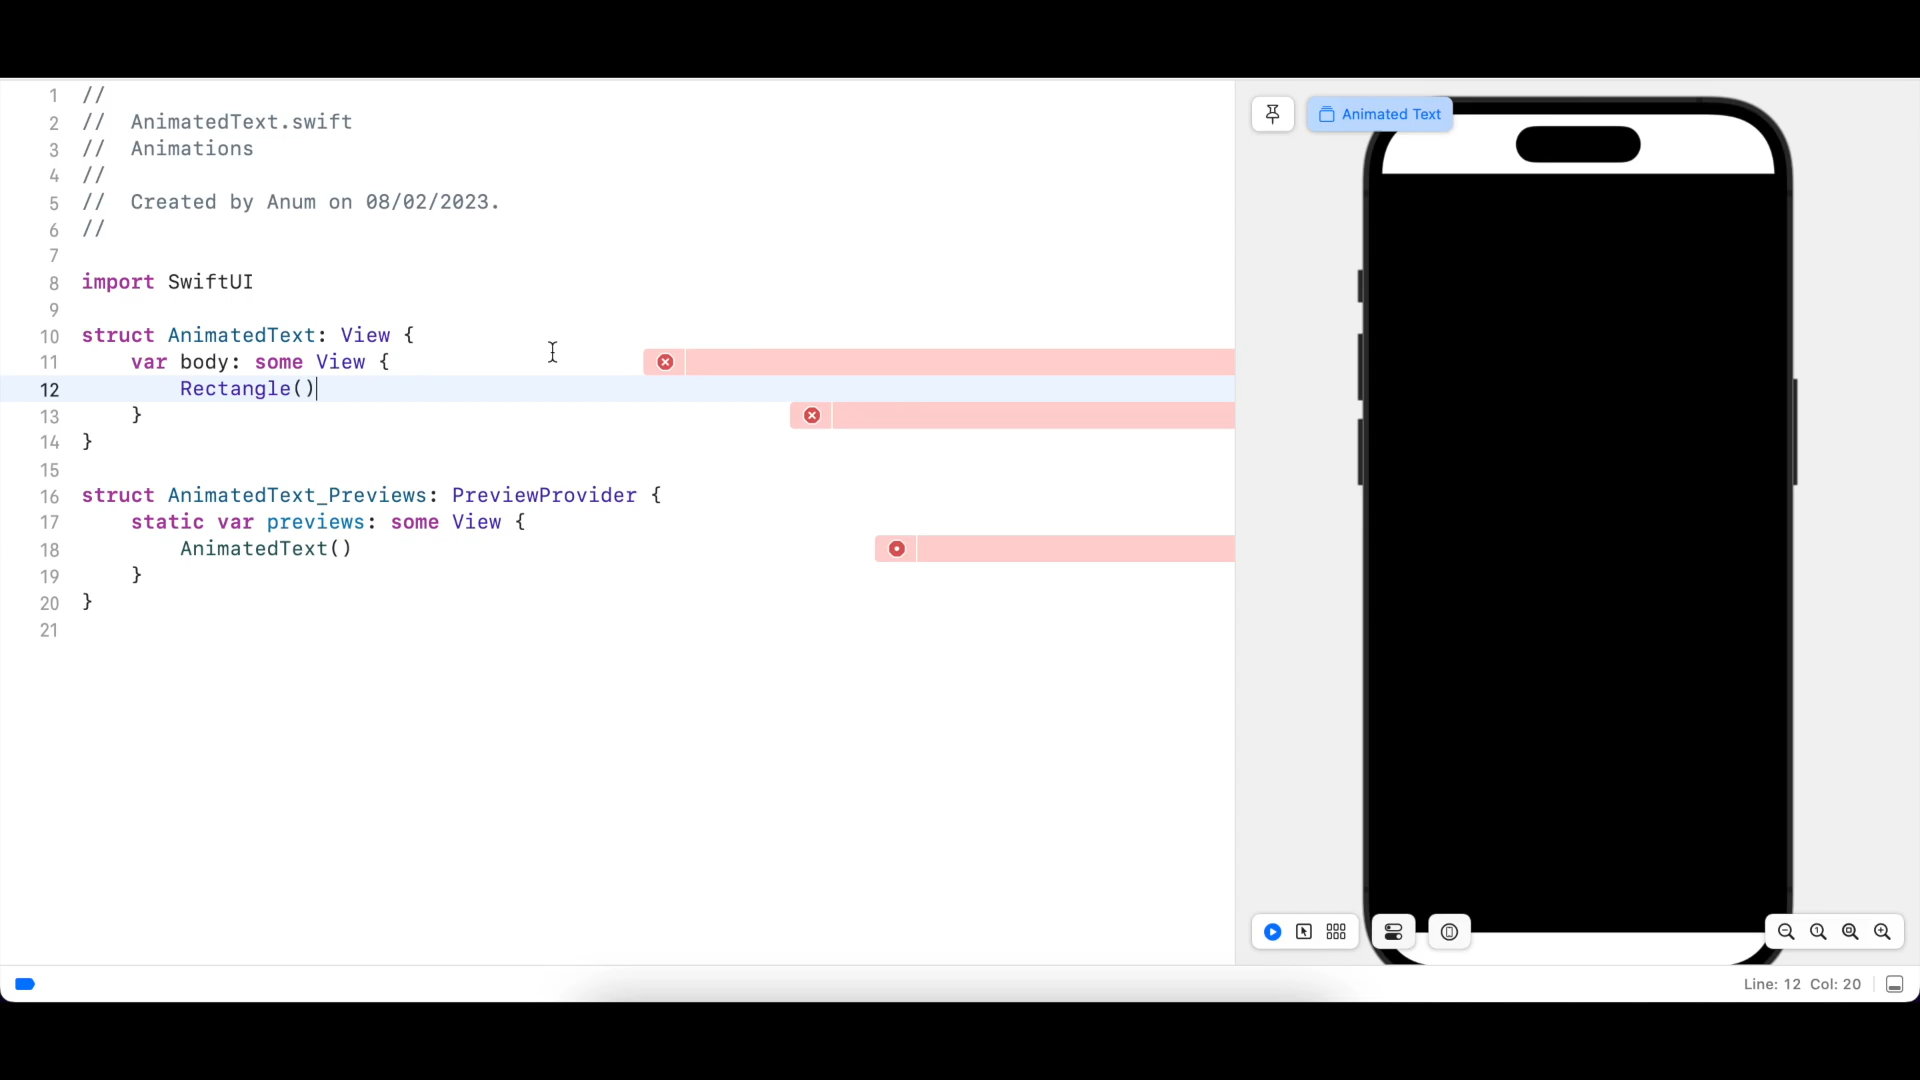 1 //
2 //  AnimatedText.swift
3 //  Animations
4 //
5 //  Created by Anum on 08/02/2023.
6 //
7
8 import SwiftUI
9
10 struct AnimatedText: View {
11     var body: some View {
12         Rectangle()
13     }
14 }
15
16 struct AnimatedText_Previews: PreviewProvider {
17     static var previews: some View {
18         AnimatedText()
19     }
20 }
21
Animated Text
Line: 12 Col: 20